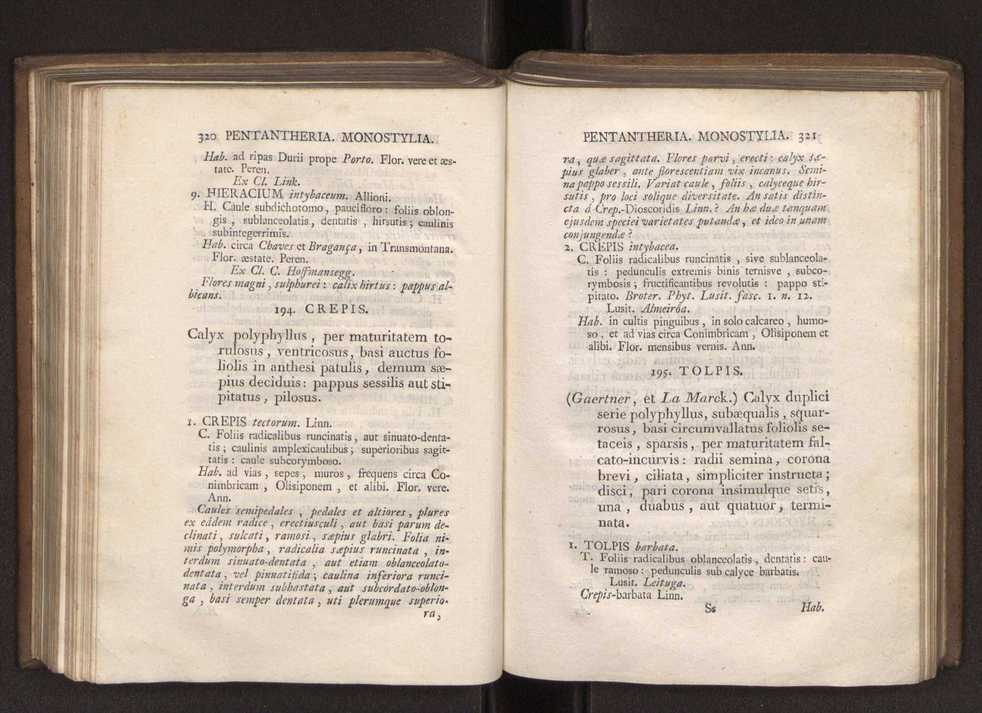 320 PENTANTHERIA. MONOSTYLIA.
Hab. ad ripas Durii prope Porto. Flor. vere et æs-
tate. Peren.
Ex Cl. Link.
9. HIERACIUM intybaceum. Allioni.
H. Caule subdichotomo, paucifloro: foliis oblon-
gis, sublanceolatis, dentatis, hirsutis; caulinis
subintegerrimis.
Hab. circa Chaves et Bragança, in Transmontana.
Flor. æstate. Peren.
Ex Cl. C. Hoffmansegg.
Flores magni, sulphurei: calix hirtus: pappus al-
bicans.
194. CREPIS.
Calyx polyphyllus, per maturitatem to-
rulosus, ventricosus, basi auctus fo-
liolis in anthesi patulis, demum sæ-
pius deciduis: pappus sessilis aut sti-
pitatus, pilosus.
1. CREPIS tectorum. Linn.
C. Foliis radicalibus runcinatis, aut sinuato-denta-
tis; caulinis amplexicaulibus; superioribus sagit-
tatis: caule subcorymboso.
Hab. ad vias, sepes, muros, frequens circa Co-
nimbricam, Olisiponem, et alibi. Flor. vere.
Ann.
Caules semipedales, pedales et altiores, plures
ex eâdem radice, erectiusculi, aut basi parum de-
clinati, sulcati, ramosi, sæpius glabri. Folia ni-
mis polymorpha, radicalia sæpius runcinata, in-
terdum sinuato-dentata, aut etiam oblanceolato-
dentata, vel pinnatifida; caulina inferiora runci-
nata, interdum subhastata, aut subcordato-oblon-
ga, basi semper dentata, uti plerumque superio-
ra,
PENTANTHERIA. MONOSTYLIA. 321
ra, quæ sagittata. Flores parvi, erecti: calyx sæ-
pius glaber, ante florescentiam vix incanus. Semi-
na pappo sessili. Variat caule, foliis, calyceque hir-
sutis, pro loci solique diversitate. An satis distin-
cta à Crep.-Dioscoridis Linn.? An hæ duæ tanquam
ejusdem speciei varietates putandæ, et ideo in unam
conjungendæ?
2. CREPIS intybacea.
C. Foliis radicalibus runcinatis, sive sublanceola-
tis: pedunculis extremis binis ternisve, subco-
rymbosis; fructificantibus revolutis: pappo sti-
pitato. Broter. Phyt. Lusit. fasc. 1. n. 12.
Lusit. Almeirôa.
Hab. in cultis pinguibus, in solo calcareo, humo-
so, et ad vias circa Conimbricam, Olisiponem et
alibi. Flor. mensibus vernis. Ann.
195. TOLPIS.
(Gaertner, et La Marck.) Calyx duplici
serie polyphyllus, subæqualis, squar-
rosus, basi circumvallatus foliolis se-
taceis, sparsis, per maturitatem fal-
cato-incurvis: radii semina, corona
brevi, ciliata, simpliciter instructa;
disci, pari corona insimulque setis,
una, duabus, aut quatuor, termi-
nata.
1. TOLPIS barbata.
T. Foliis radicalibus oblanceolatis, dentatis: cau-
le ramoso: pedunculis sub calyce barbatis.
Lusit. Leituga.
Crepis-barbata Linn.
Ss Hab.